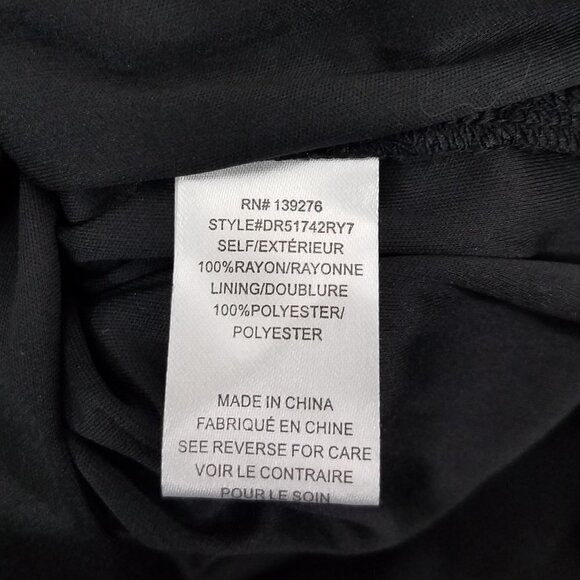 RN# 139276
STYLE#DR51742RY7
SELF/EXTÉRIEUR
100%RAYON/RAYONNE
LINING/DOUBLURE
100%POLYESTER/
POLYESTER
MADE IN CHINA
FABRIQUÉ EN CHINE
SEE REVERSE FOR CARE
VOIR LE CONTRAIRE
POUR LE SOIN